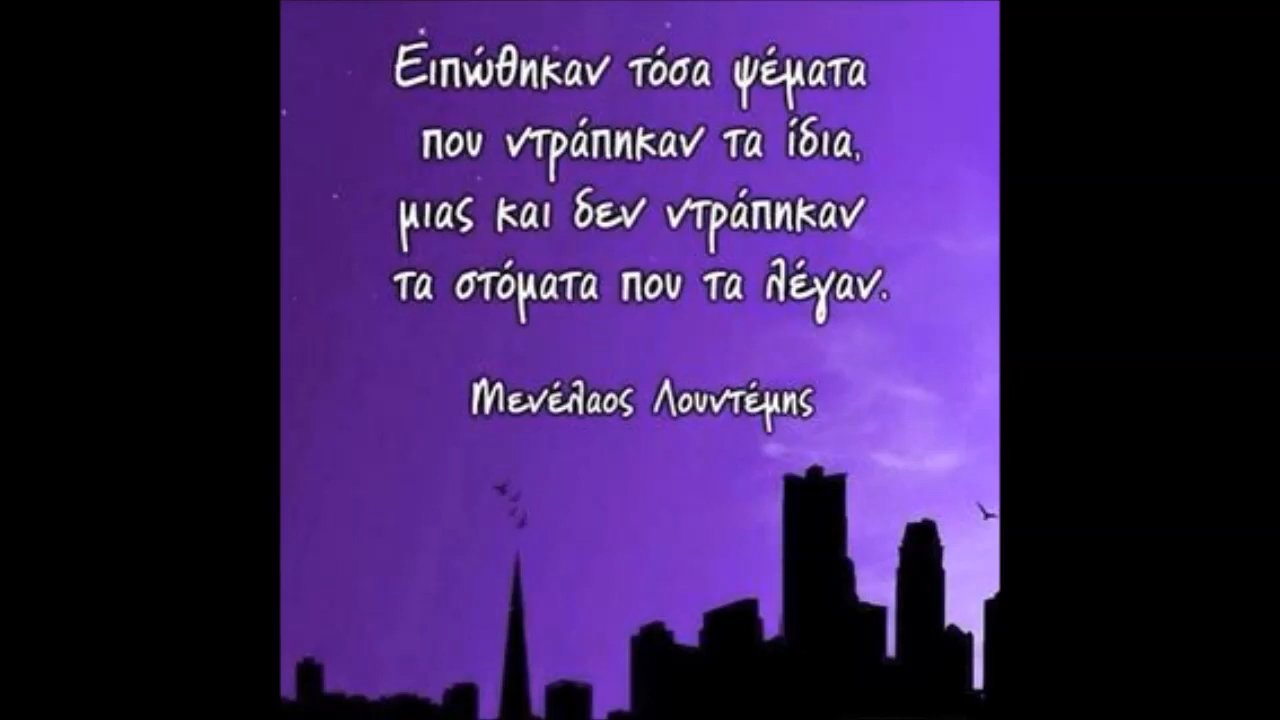 Ειπώθηκαν τόσα ψέματα
που ντράπηκαν τα ίδια,
μιας και δεν ντράπηκαν
τα στόματα που τα λέγαν.
Μενέλαος Λουντέμης